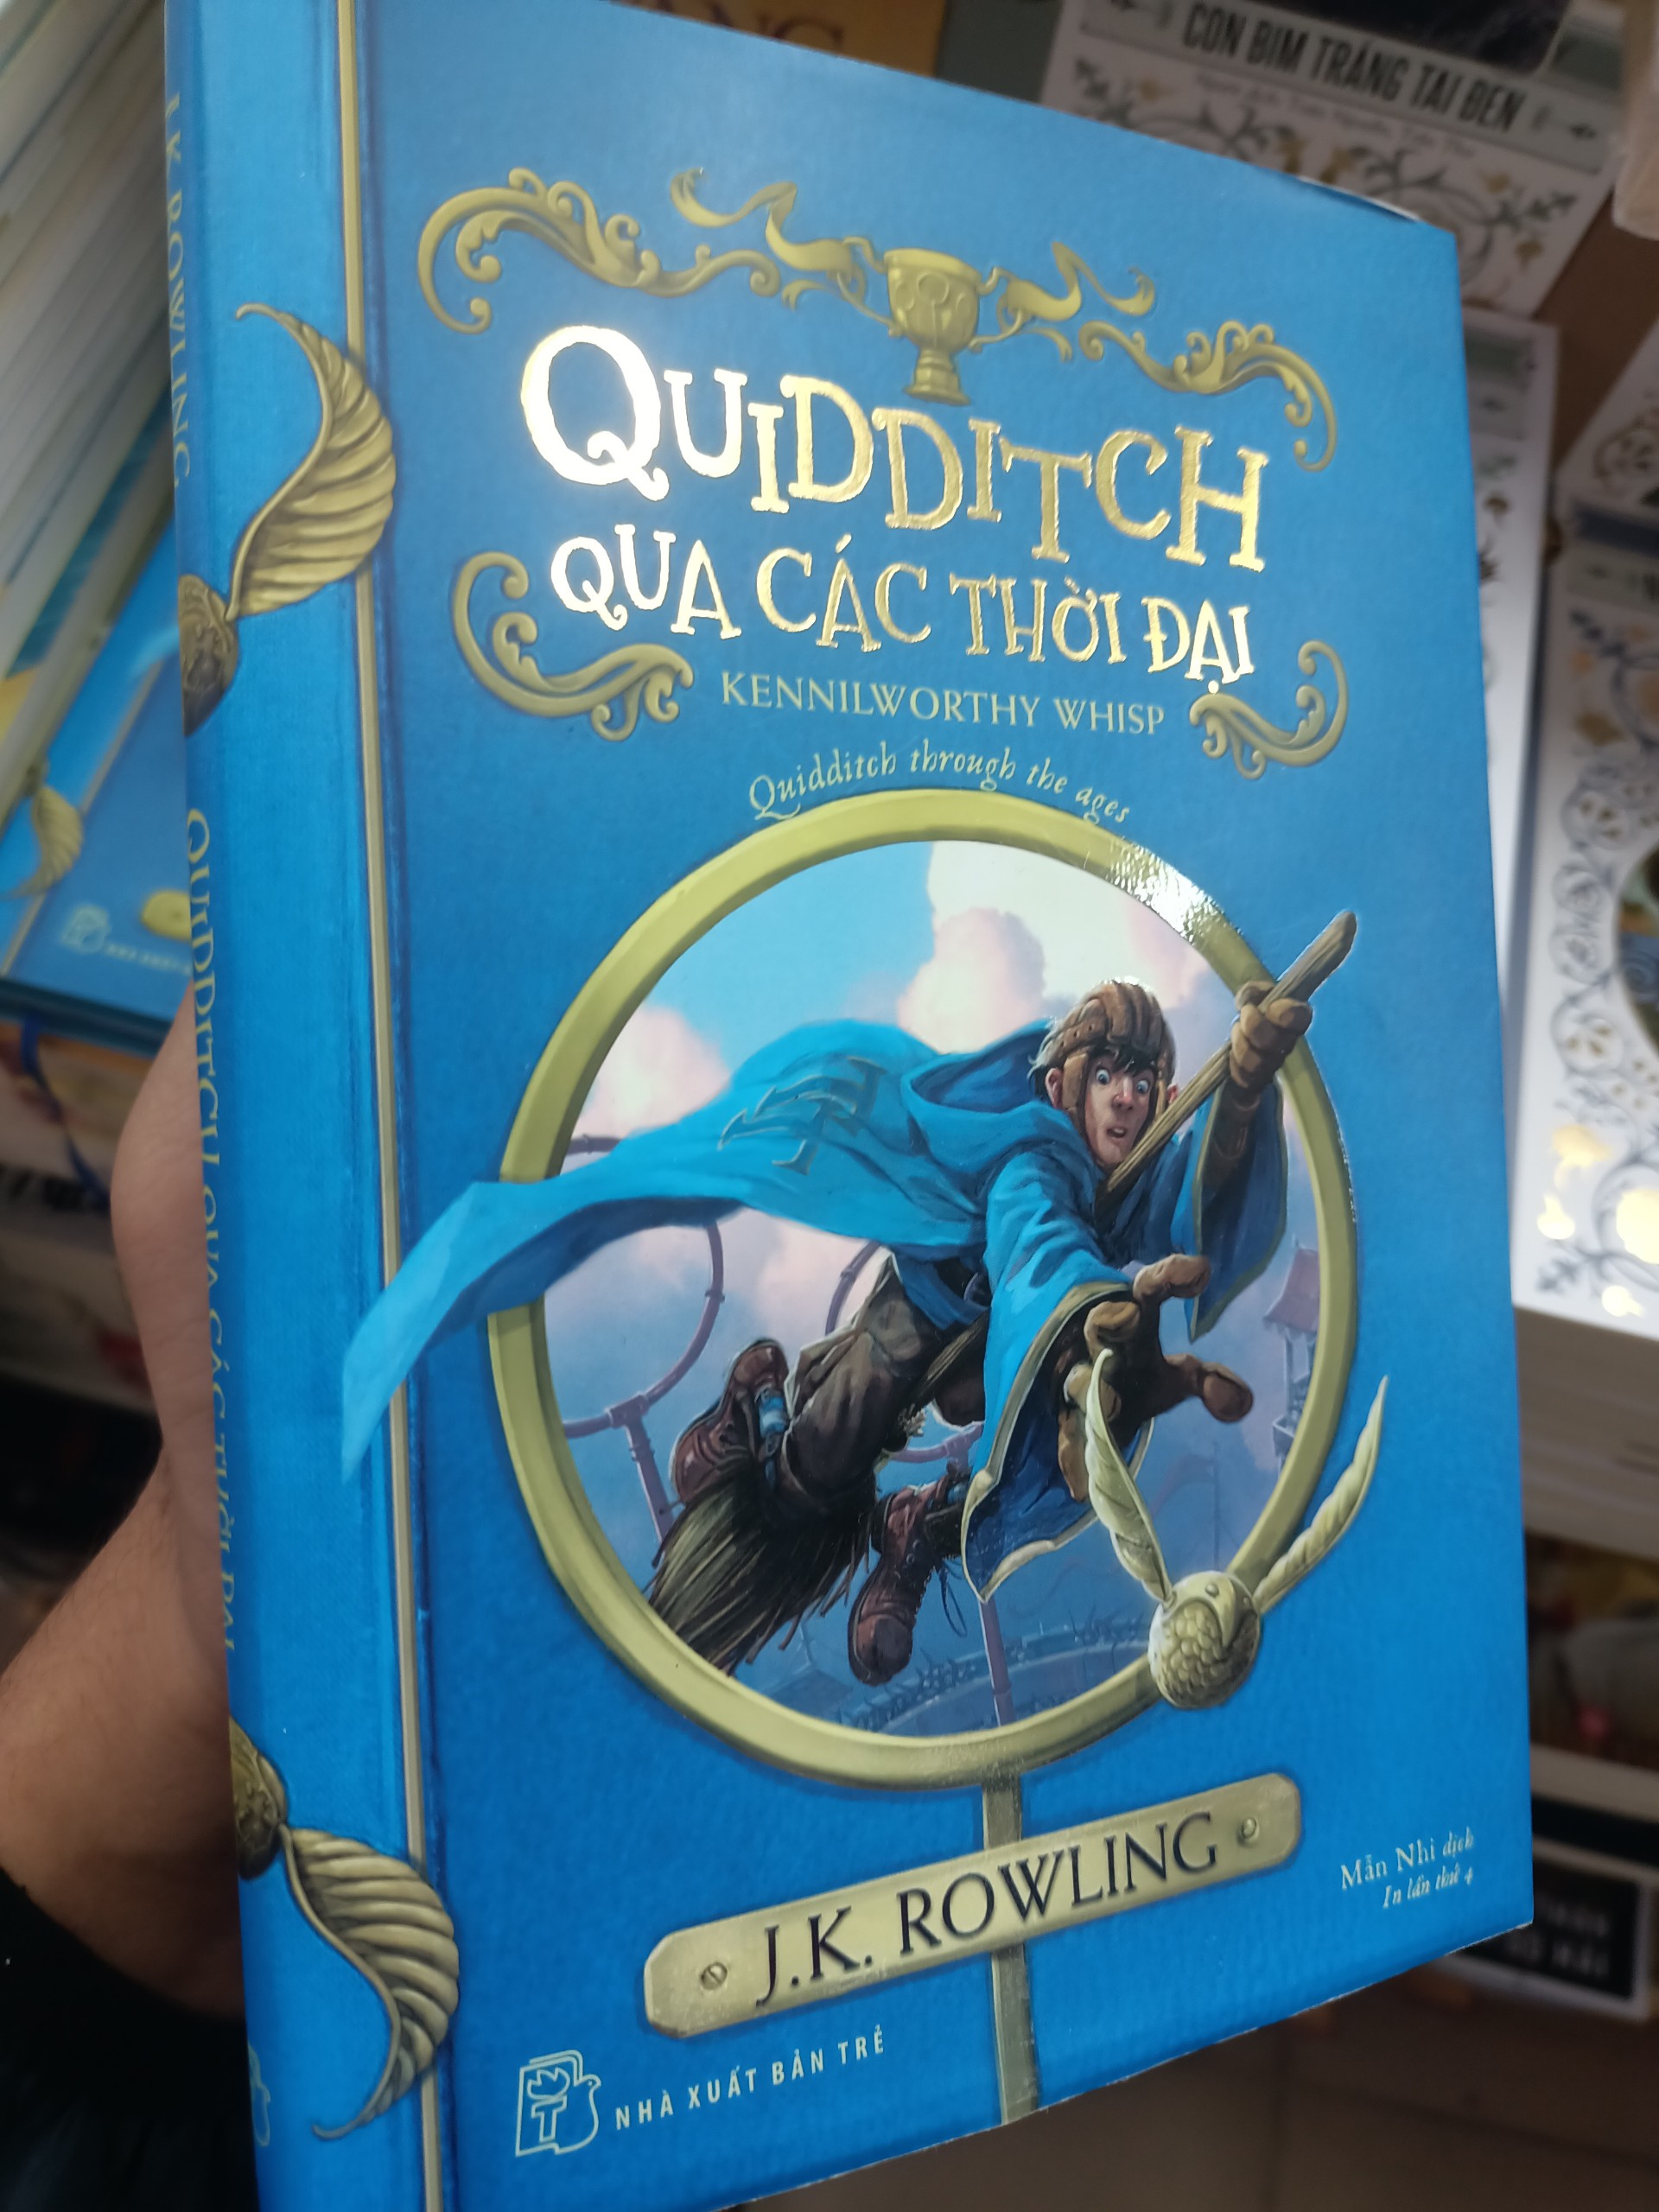 CON BIM TRẮNG TAI ĐEN
QUIDDITCH
QUA CÁC THỜI ĐẠI
KENNILWORTHY WHISP
Quidditch through the ages
J.K. ROWLING
Mẫn Nhi dịch
In lần thứ 4
NHÀ XUẤT BẢN TRẺ
J.K. ROWLING
QUIDDITCH QUA CÁC THỜI ĐẠI